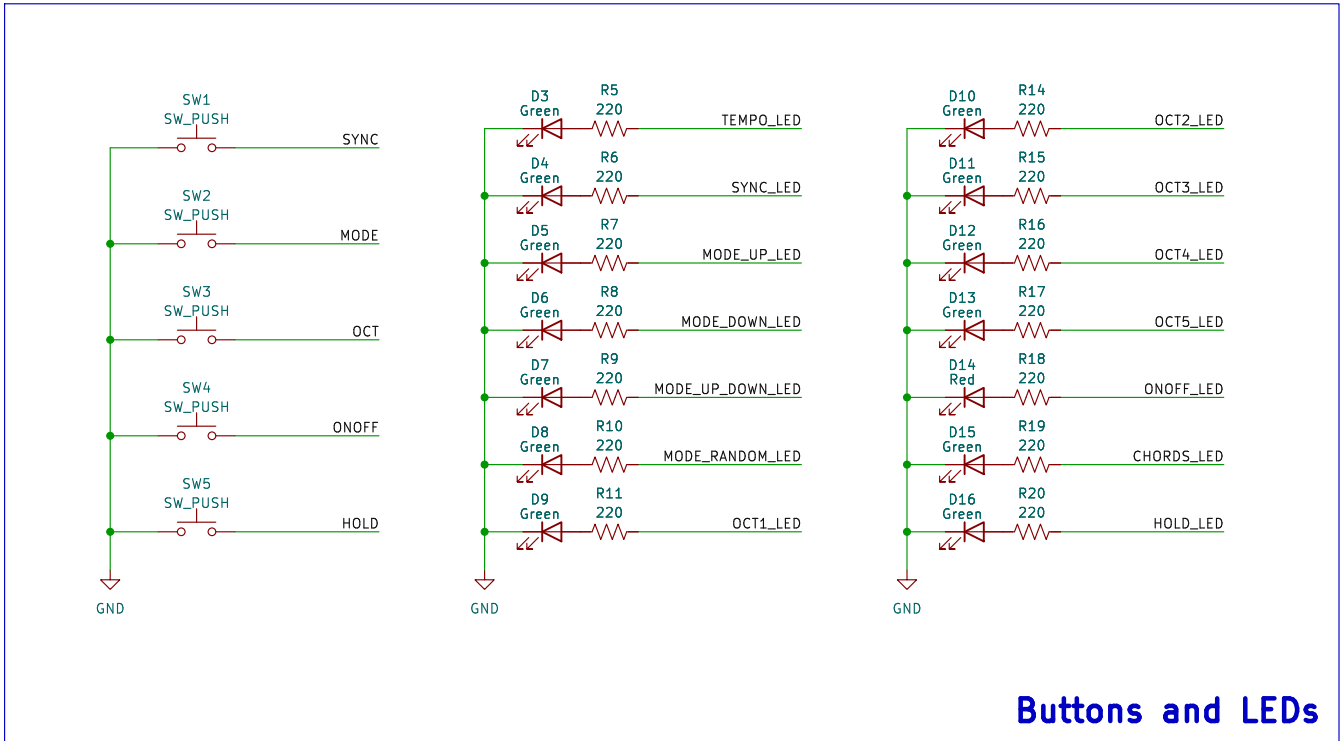 SW1
SW_PUSH
SYNC
SW2
SW_PUSH
MODE
SW3
SW_PUSH
OCT
SW4
SW_PUSH
ONOFF
SW5
SW_PUSH
HOLD
GND
D3
Green
R5
220
TEMPO_LED
D4
Green
R6
220
SYNC_LED
D5
Green
R7
220
MODE_UP_LED
D6
Green
R8
220
MODE_DOWN_LED
D7
Green
R9
220
MODE_UP_DOWN_LED
D8
Green
R10
220
MODE_RANDOM_LED
D9
Green
R11
220
OCT1_LED
GND
D10
Green
R14
220
OCT2_LED
D11
Green
R15
220
OCT3_LED
D12
Green
R16
220
OCT4_LED
D13
Green
R17
220
OCT5_LED
D14
Red
R18
220
ONOFF_LED
D15
Green
R19
220
CHORDS_LED
D16
Green
R20
220
HOLD_LED
GND
Buttons and LEDs